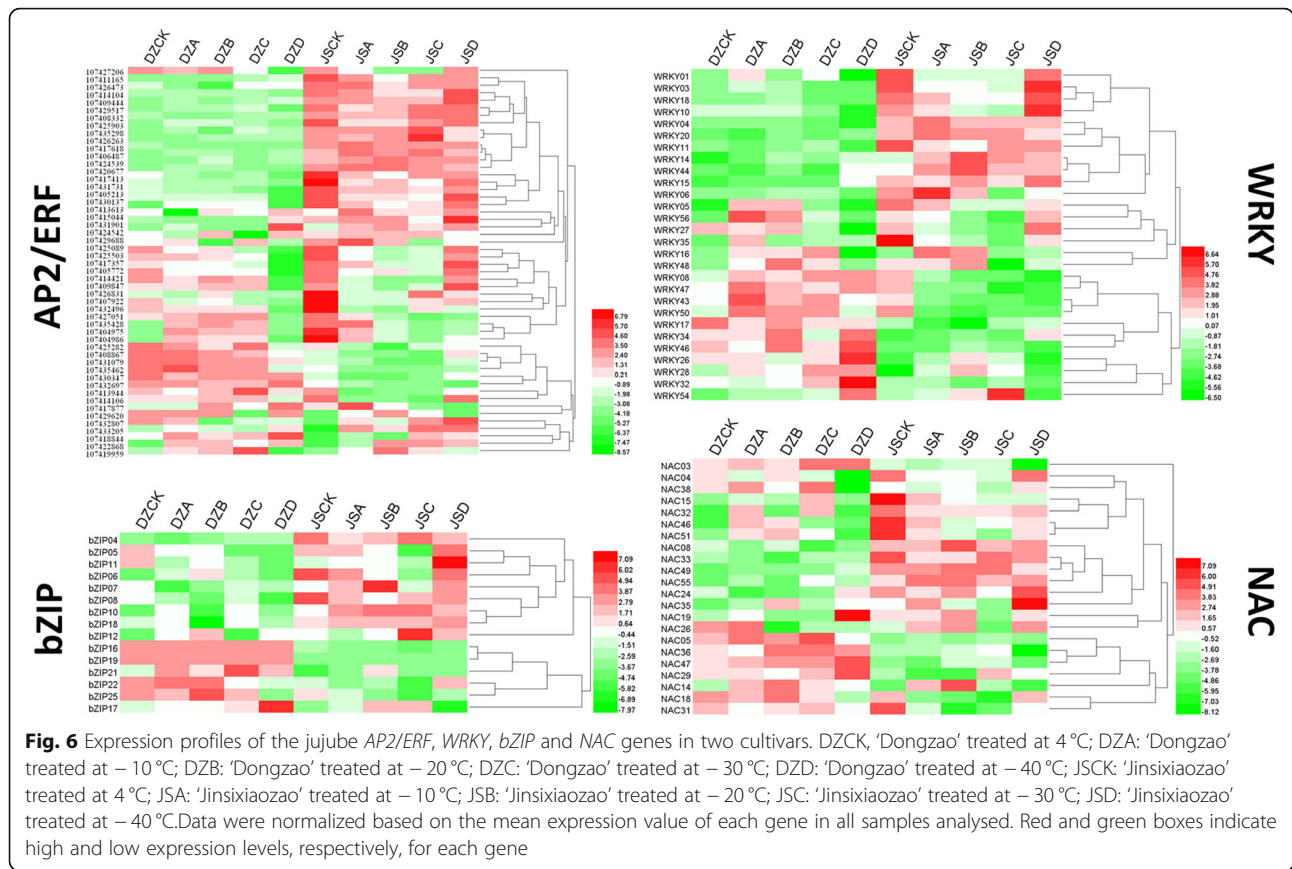 AP2/ERF
DZCK DZA DZB DZC DZD JSCK JSA JSB JSC JSD
107427206
107411165
107426473
107414104
107409444
107429517
107408332
107425903
107435298
107426263
107417618
107406487
107424539
107420677
107417413
107431731
107405213
107430137
107413613
107415044
107431901
107424542
107429688
107425089
107425503
107417357
107405772
107414421
107409847
107426831
107407922
107432496
107427051
107435428
107404975
107404986
107425282
107408867
107431079
107435462
107430347
107432697
107413944
107414106
107417877
107429620
107432807
107433205
107418844
107422868
107419959
6.79
5.70
4.60
3.50
2.40
1.31
0.21
-0.89
-1.98
-3.08
-4.18
-5.27
-6.37
-7.47
-8.57
WRKY
DZCK DZA DZB DZC DZD JSCK JSA JSB JSC JSD
WRKY01
WRKY03
WRKY18
WRKY10
WRKY04
WRKY20
WRKY11
WRKY14
WRKY44
WRKY15
WRKY06
WRKY05
WRKY56
WRKY27
WRKY35
WRKY16
WRKY48
WRKY08
WRKY47
WRKY43
WRKY50
WRKY17
WRKY34
WRKY46
WRKY26
WRKY28
WRKY32
WRKY54
6.64
5.70
4.76
3.82
2.88
1.95
1.01
0.07
-0.87
-1.81
-2.74
-3.68
-4.62
-5.56
-6.50
bZIP
DZCK DZA DZB DZC DZD JSCK JSA JSB JSC JSD
bZIP04
bZIP05
bZIP11
bZIP06
bZIP07
bZIP08
bZIP10
bZIP18
bZIP12
bZIP16
bZIP19
bZIP21
bZIP22
bZIP25
bZIP17
7.09
6.02
4.94
3.87
2.79
1.71
0.64
-0.44
-1.51
-2.59
-3.67
-4.74
-5.82
-6.89
-7.97
NAC
DZCK DZA DZB DZC DZD JSCK JSA JSB JSC JSD
NAC03
NAC04
NAC38
NAC15
NAC32
NAC46
NAC51
NAC08
NAC33
NAC49
NAC55
NAC24
NAC35
NAC19
NAC26
NAC05
NAC36
NAC47
NAC29
NAC14
NAC18
NAC31
7.09
6.00
4.91
3.83
2.74
1.65
0.57
-0.52
-1.60
-2.69
-3.78
-4.86
-5.95
-7.03
-8.12
Fig. 6 Expression profiles of the jujube AP2/ERF, WRKY, bZIP and NAC genes in two cultivars. DZCK, ‘Dongzao’ treated at 4 °C; DZA: ‘Dongzao’
treated at − 10 °C; DZB: ‘Dongzao’ treated at − 20 °C; DZC: ‘Dongzao’ treated at − 30 °C; DZD: ‘Dongzao’ treated at − 40 °C; JSCK: ‘Jinsixiaozao’
treated at 4 °C; JSA: ‘Jinsixiaozao’ treated at − 10 °C; JSB: ‘Jinsixiaozao’ treated at − 20 °C; JSC: ‘Jinsixiaozao’ treated at − 30 °C; JSD: ‘Jinsixiaozao’
treated at − 40 °C.Data were normalized based on the mean expression value of each gene in all samples analysed. Red and green boxes indicate
high and low expression levels, respectively, for each gene